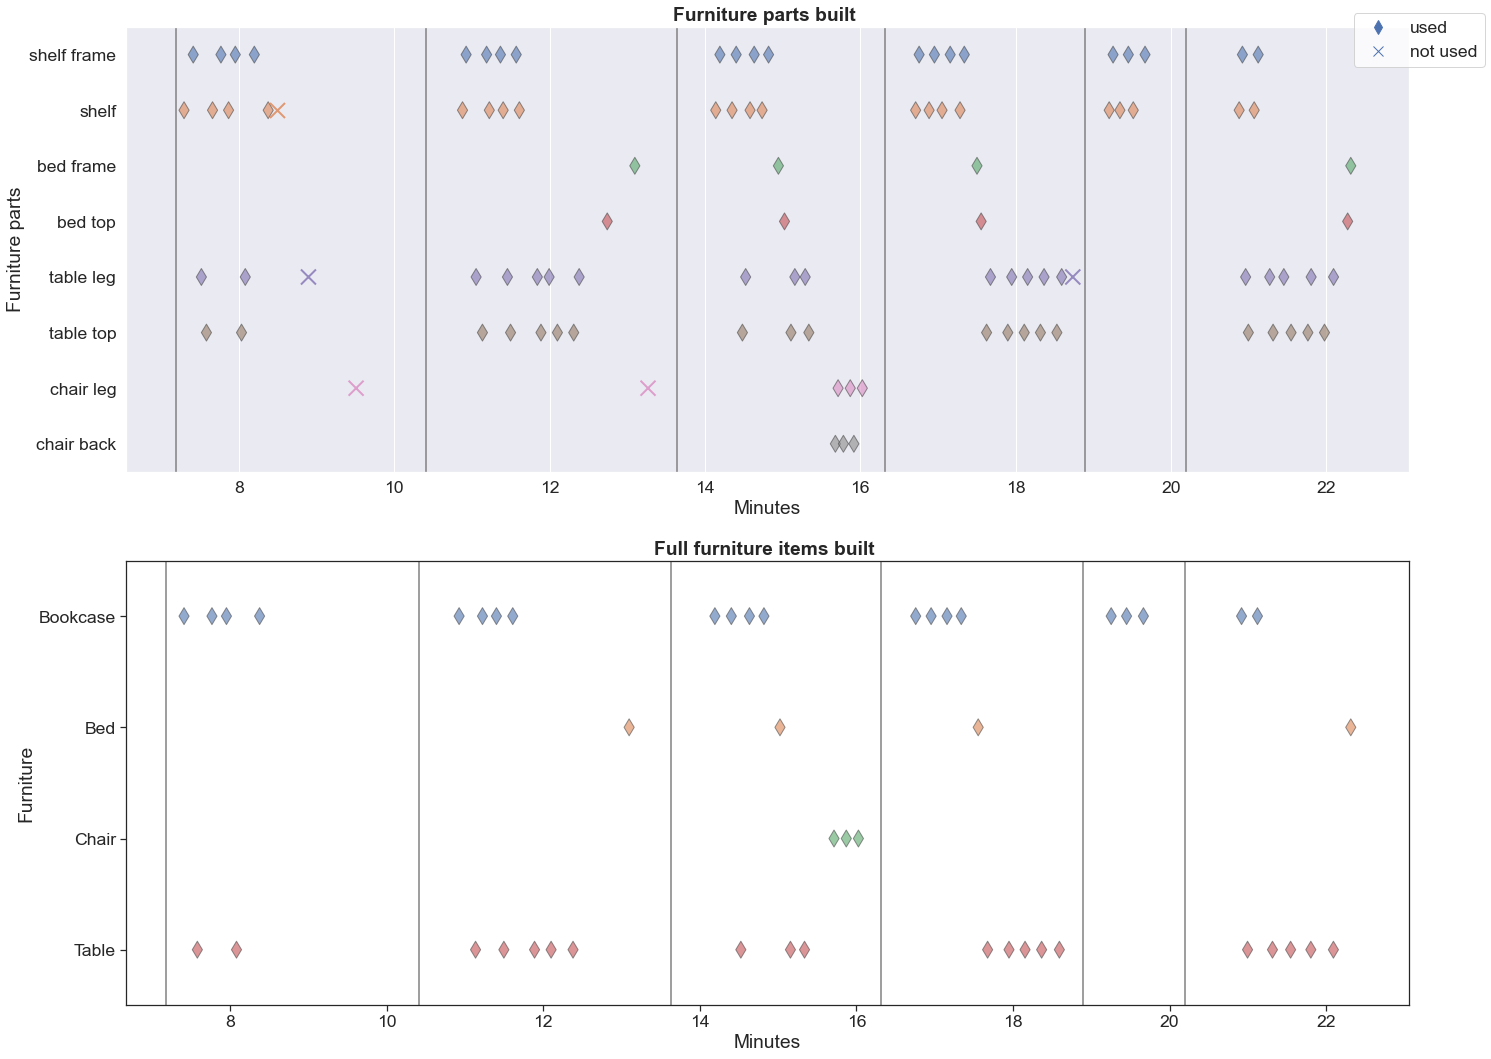 Furniture parts built
used
not used
shelf frame
shelf
bed frame
bed top
table leg
table top
chair leg
chair back
Furniture parts
8 10 12 14 16 18 20 22
Minutes
Full furniture items built
Bookcase
Bed
Chair
Table
Furniture
8 10 12 14 16 18 20 22
Minutes